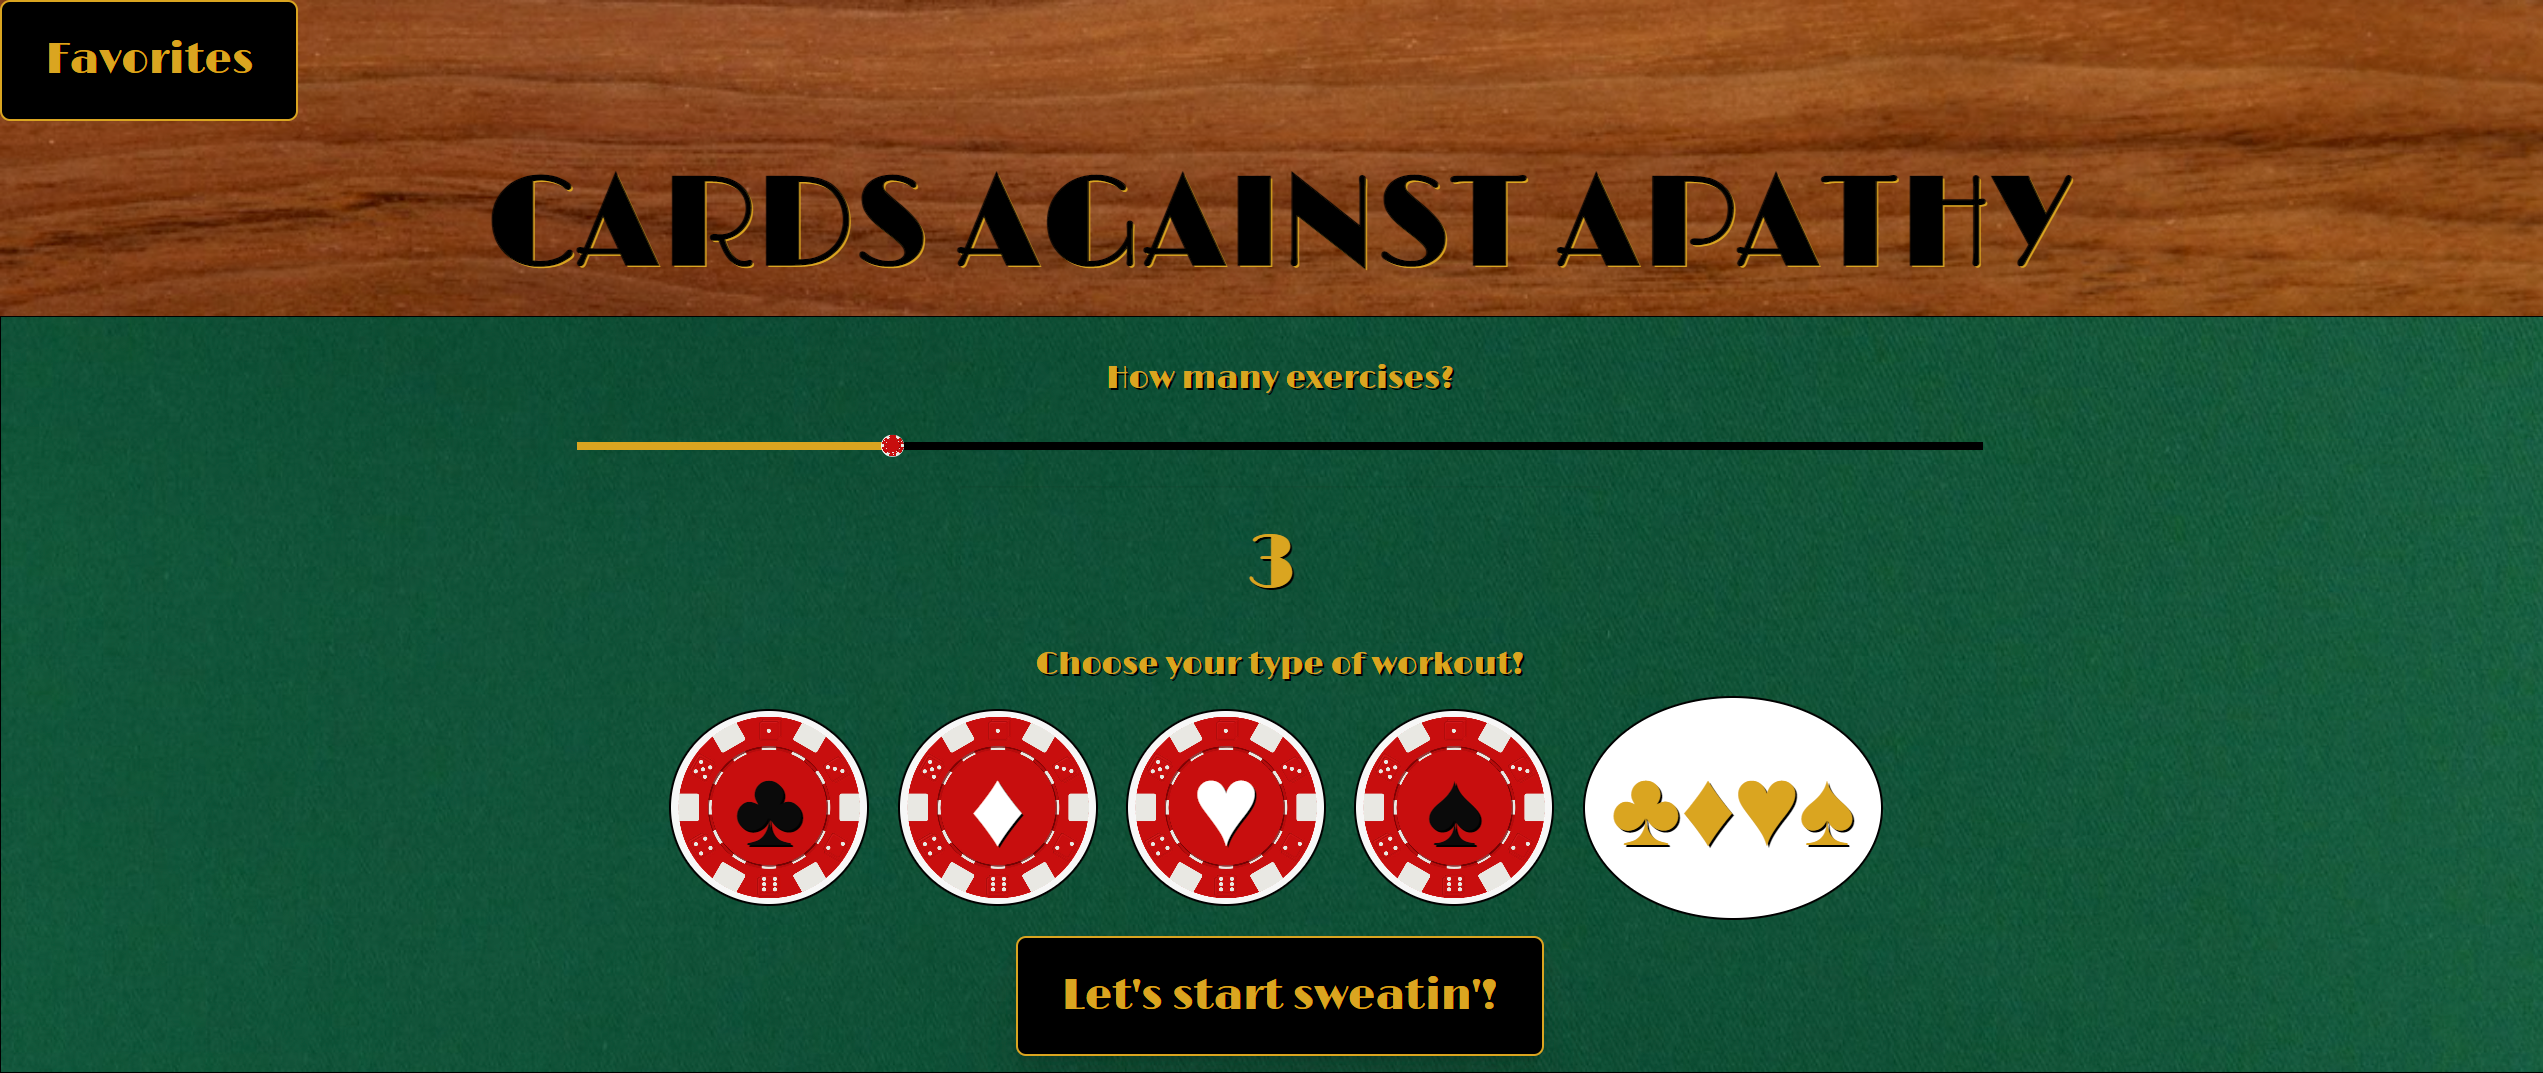 Favorites
CARDS AGAINST APATHY
How many exercises?
3
Choose your type of workout!
♣ ♦ ♥ ♠ ♣♦♥♠
Let's start sweatin'!